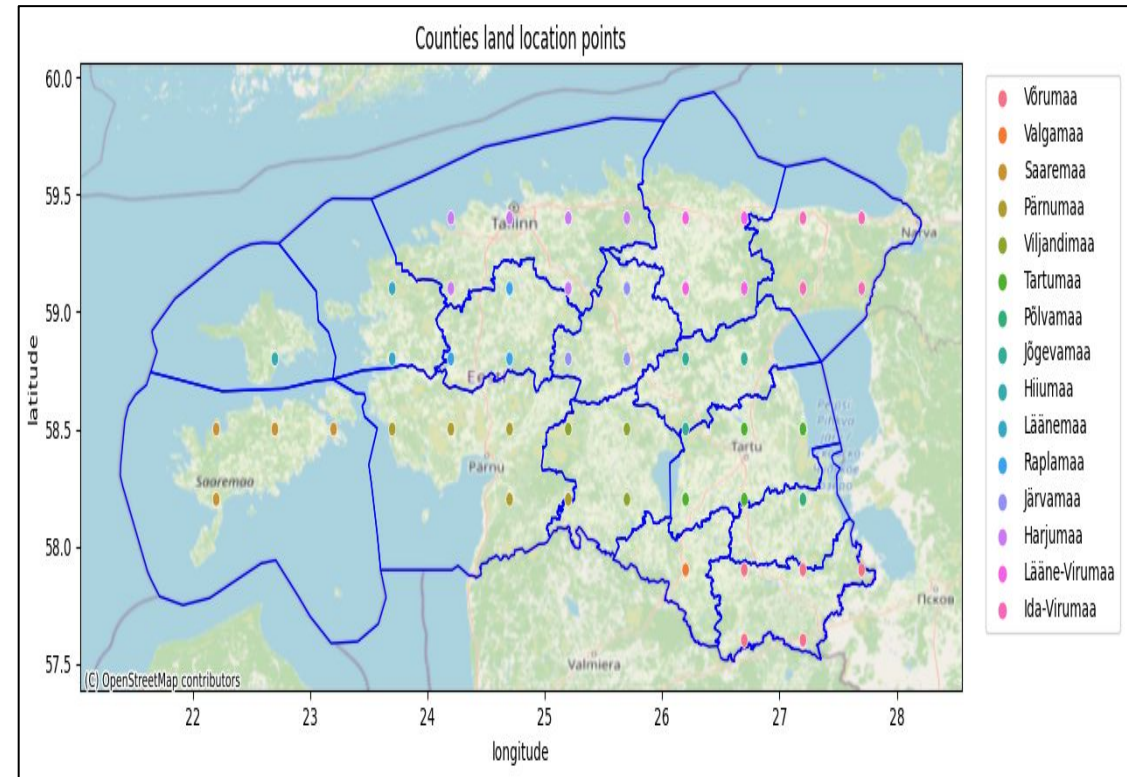 Counties land location points
60.0
59.5
59.0
58.5
58.0
57.5
latitude
22
23
24
25
26
27
28
longitude
Tallinn
Narva
Eesti
Pärnu
Tartu
Saaremaa
Valmiera
Псков
(C) OpenStreetMap contributors
Võrumaa
Valgamaa
Saaremaa
Pärnumaa
Viljandimaa
Tartumaa
Põlvamaa
Jõgevamaa
Hiiumaa
Läänemaa
Raplamaa
Järvamaa
Harjumaa
Lääne-Virumaa
Ida-Virumaa